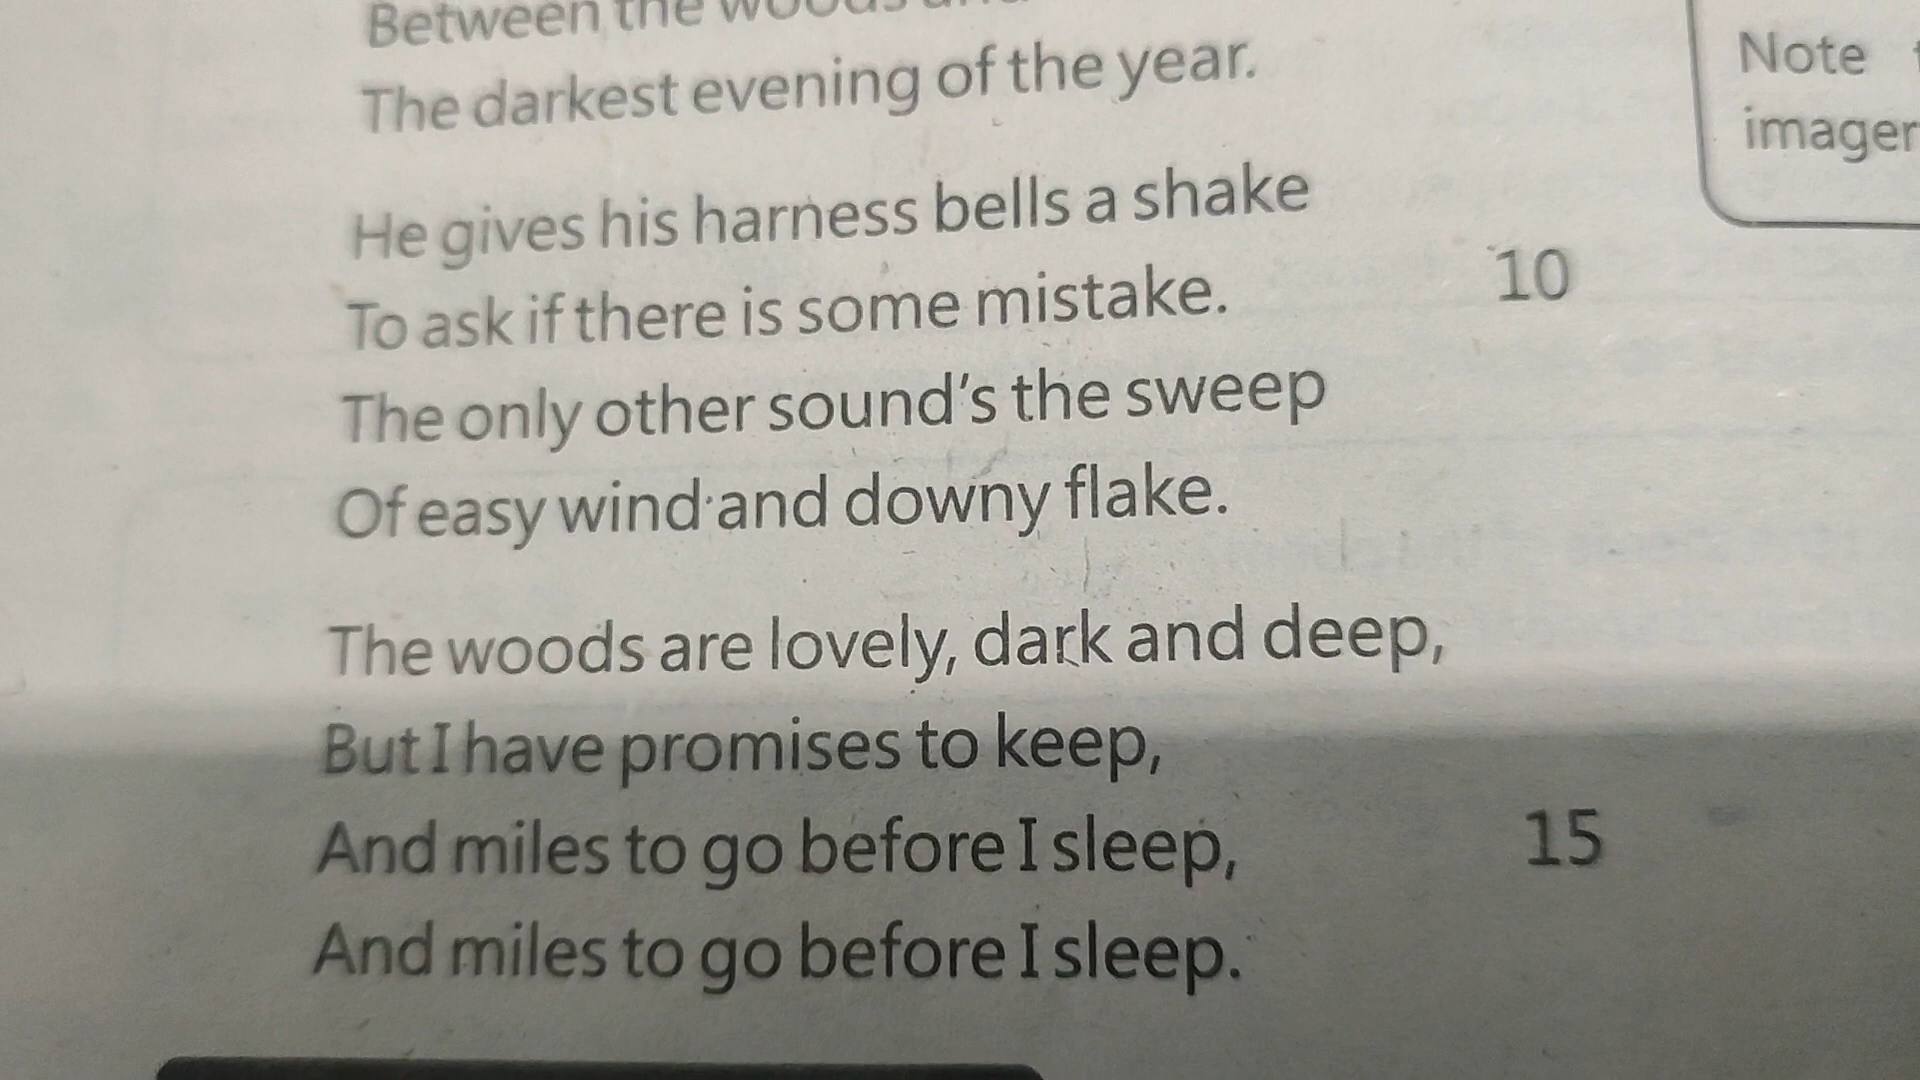 Between the woods
The darkest evening of the year.
He gives his harness bells a shake
To ask if there is some mistake.
10
The only other sound's the sweep
Of easy wind and downy flake.
The woods are lovely, dark and deep,
But I have promises to keep,
And miles to go before I sleep,
15
And miles to go before I sleep.
Note